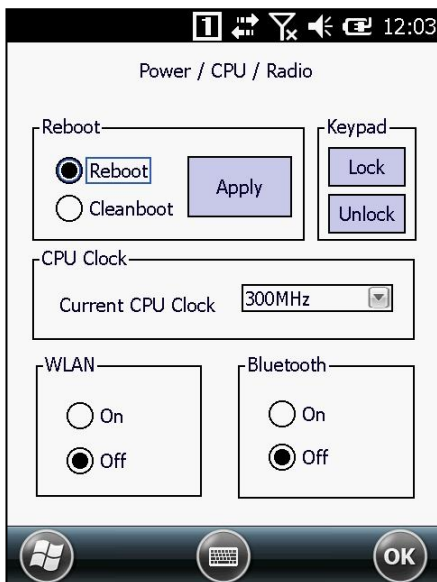 1 12:03
Power / CPU / Radio
Reboot
Reboot
Cleanboot
Apply
Keypad
Lock
Unlock
CPU Clock
Current CPU Clock 300MHz
WLAN
On
Off
Bluetooth
On
Off
OK